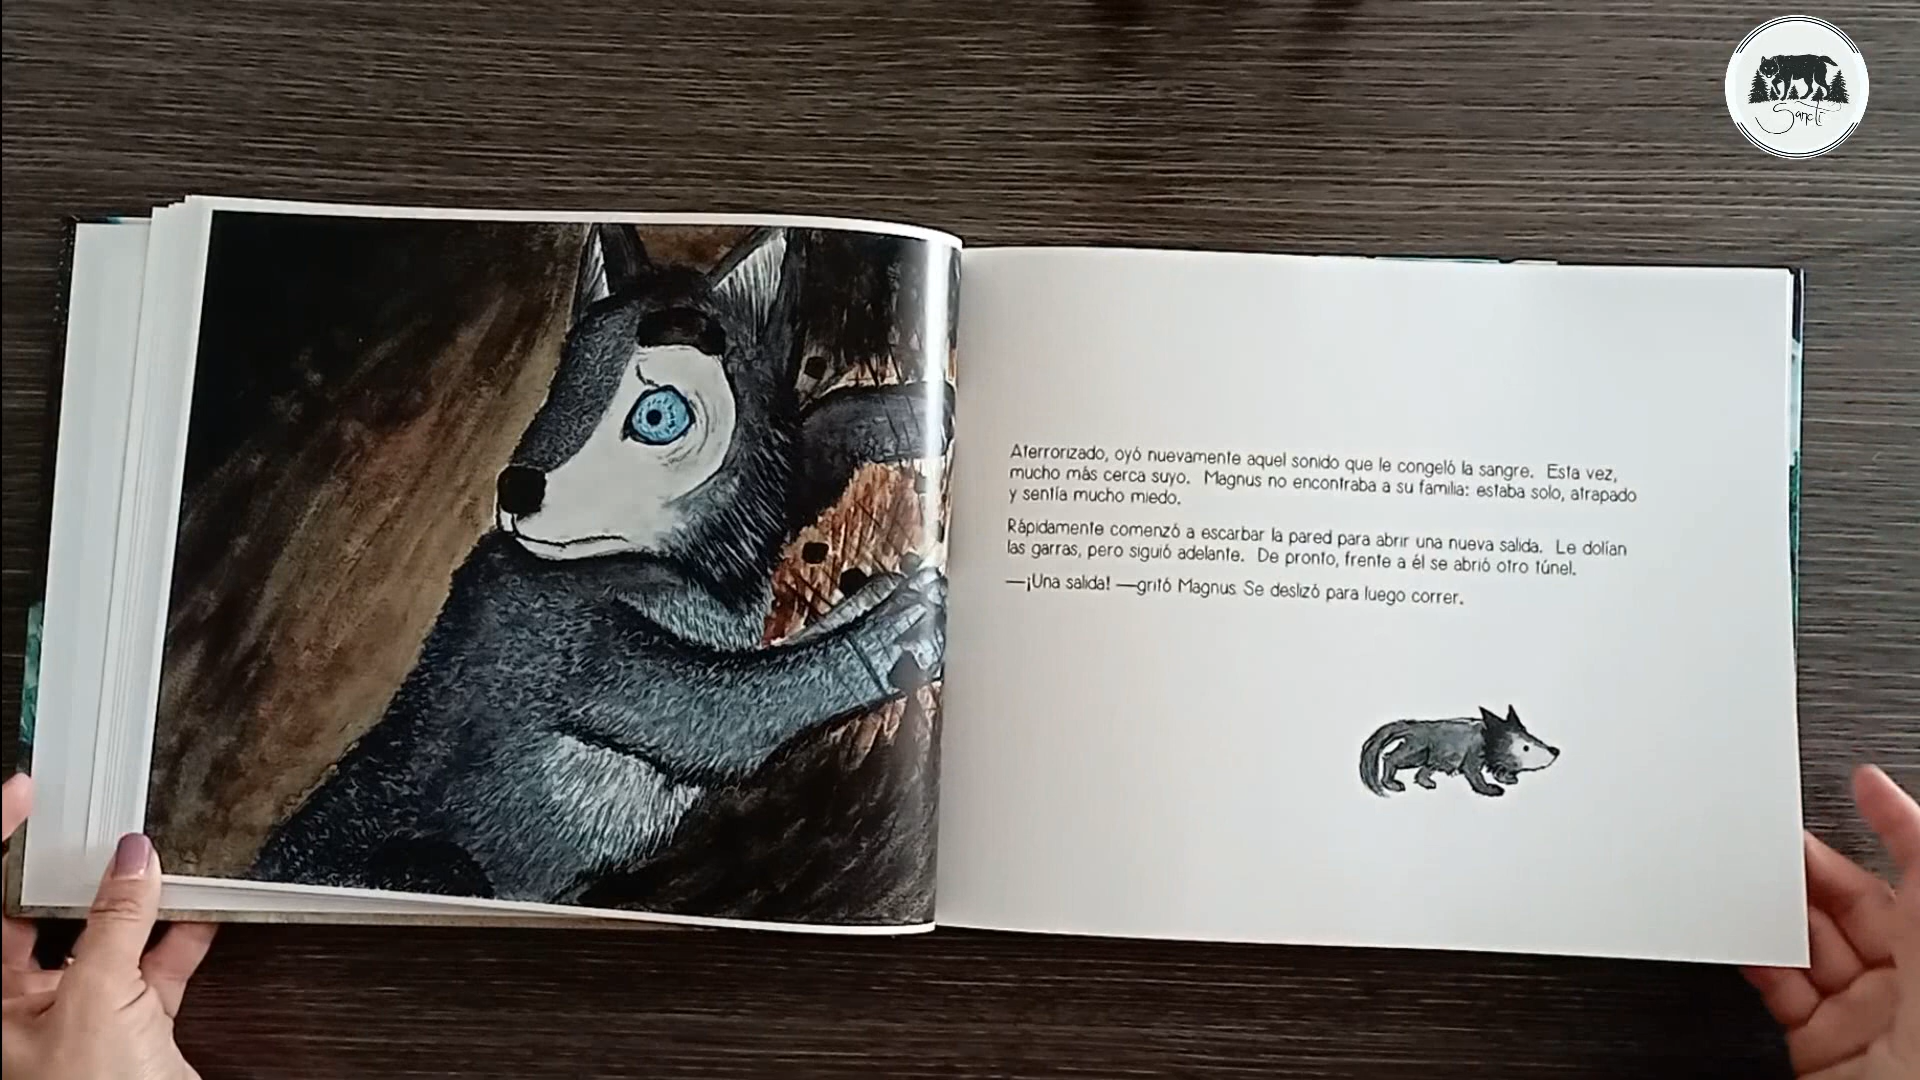 Sancti
Aterrorizado, oyó nuevamente aquel sonido que le congeló la sangre. Esta vez,
mucho más cerca suyo. Magnus no encontraba a su familia: estaba solo, atrapado
y sentía mucho miedo.
Rápidamente comenzó a escarbar la pared para abrir una nueva salida. Le dolían
las garras, pero siguió adelante. De pronto, frente a él se abrió otro túnel.
—¡Una salida! —gritó Magnus. Se deslizó para luego correr.